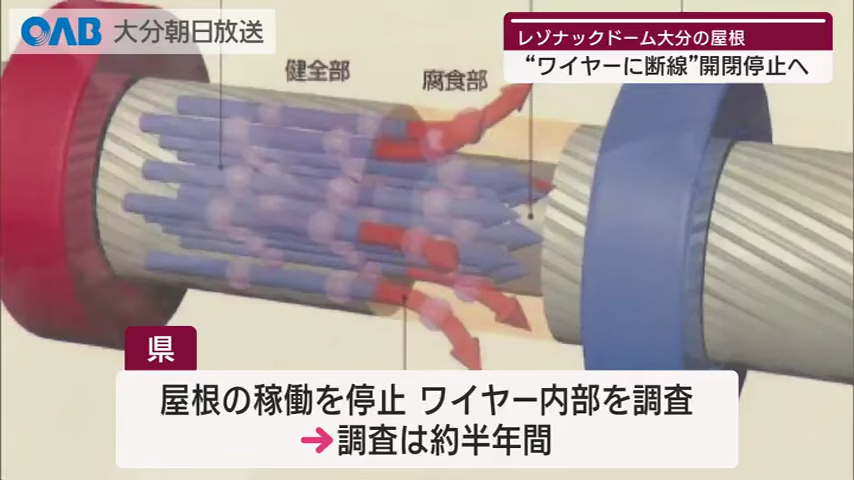 OAB 大分朝日放送
レゾナックドーム大分の屋根
“ワイヤーに断線”開閉停止へ
健全部
腐食部
県
屋根の稼働を停止 ワイヤー内部を調査
→調査は約半年間